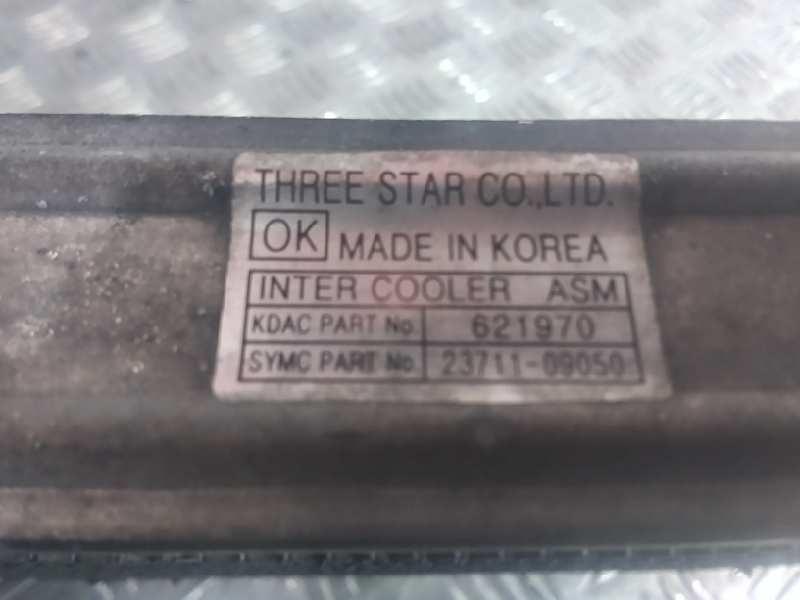 THREE STAR CO.,LTD.
OK MADE IN KOREA
INTER COOLER ASM
KDAC PART No. 621970
SYMC PART No. 23711-09050